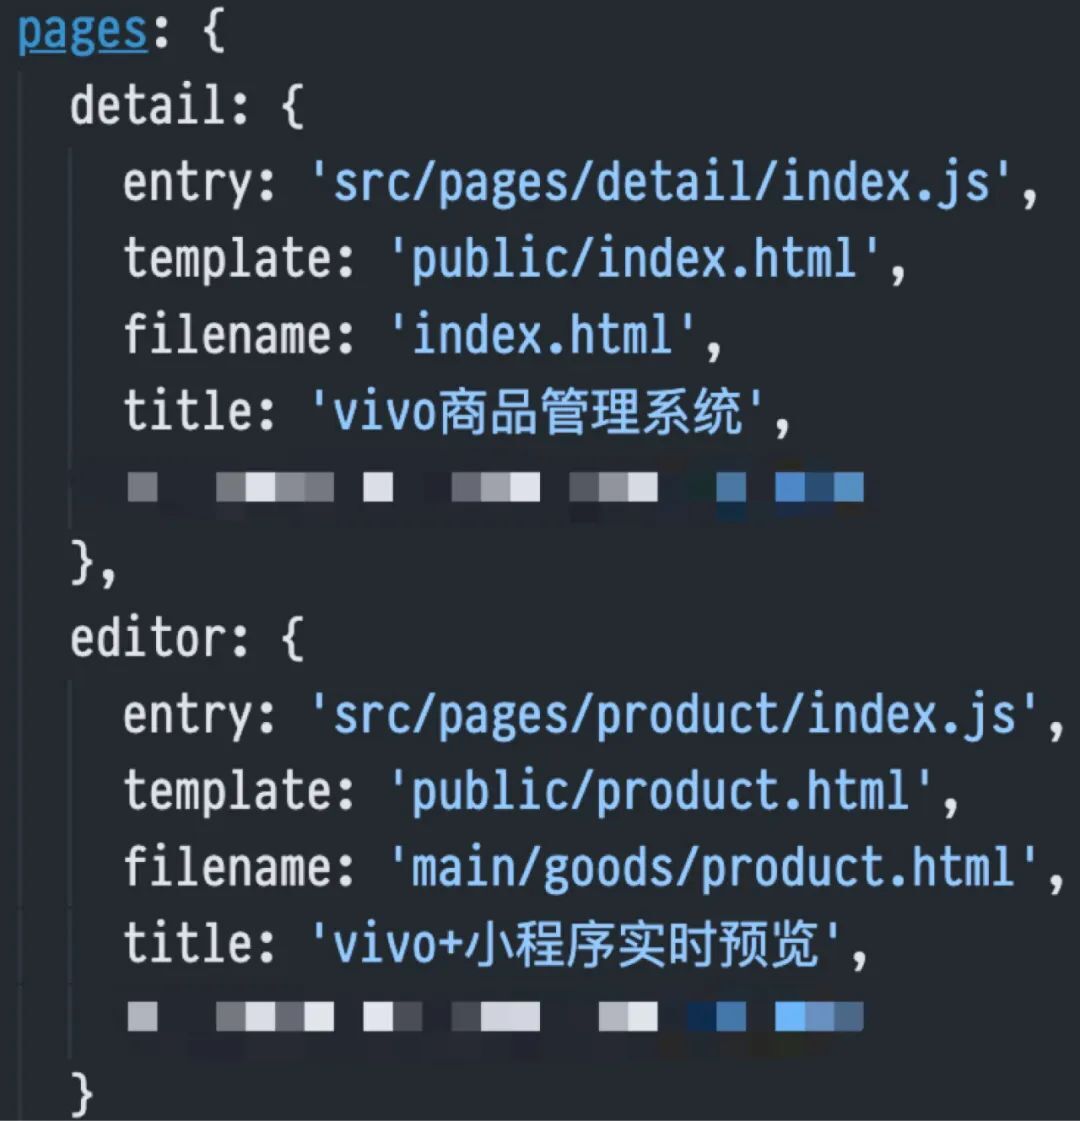 pages: {
detail: {
entry: 'src/pages/detail/index.js',
template: 'public/index.html',
filename: 'index.html',
title: 'vivo商品管理系统',
},
editor: {
entry: 'src/pages/product/index.js',
template: 'public/product.html',
filename: 'main/goods/product.html',
title: 'vivo+小程序实时预览',
}